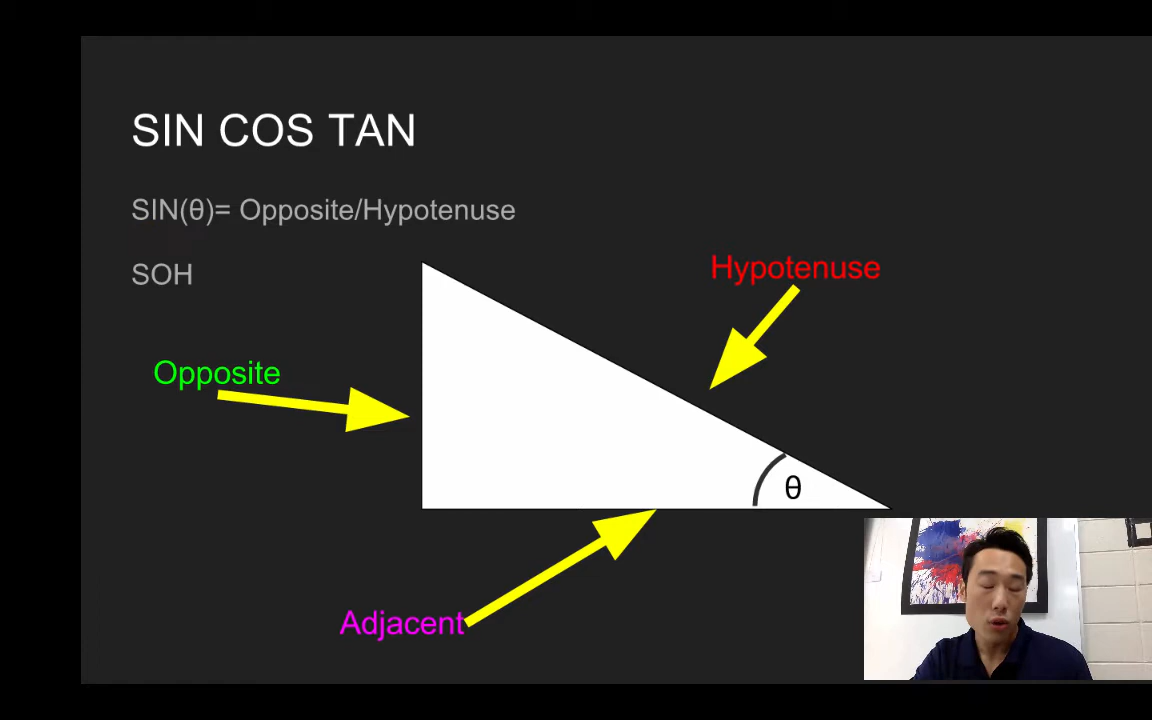 SIN COS TAN
SIN(θ)= Opposite/Hypotenuse
SOH
Hypotenuse
Opposite
θ
Adjacent